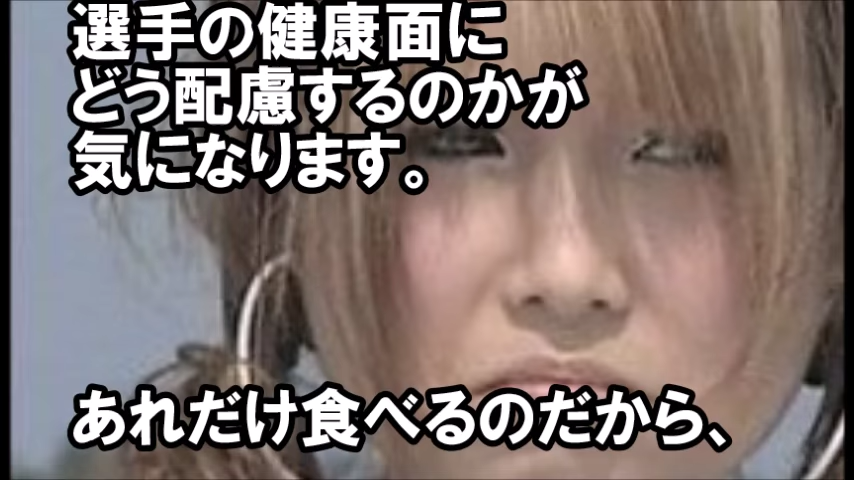 選手の健康面に
どう配慮するのかが
気になります。
あれだけ食べるのだから、